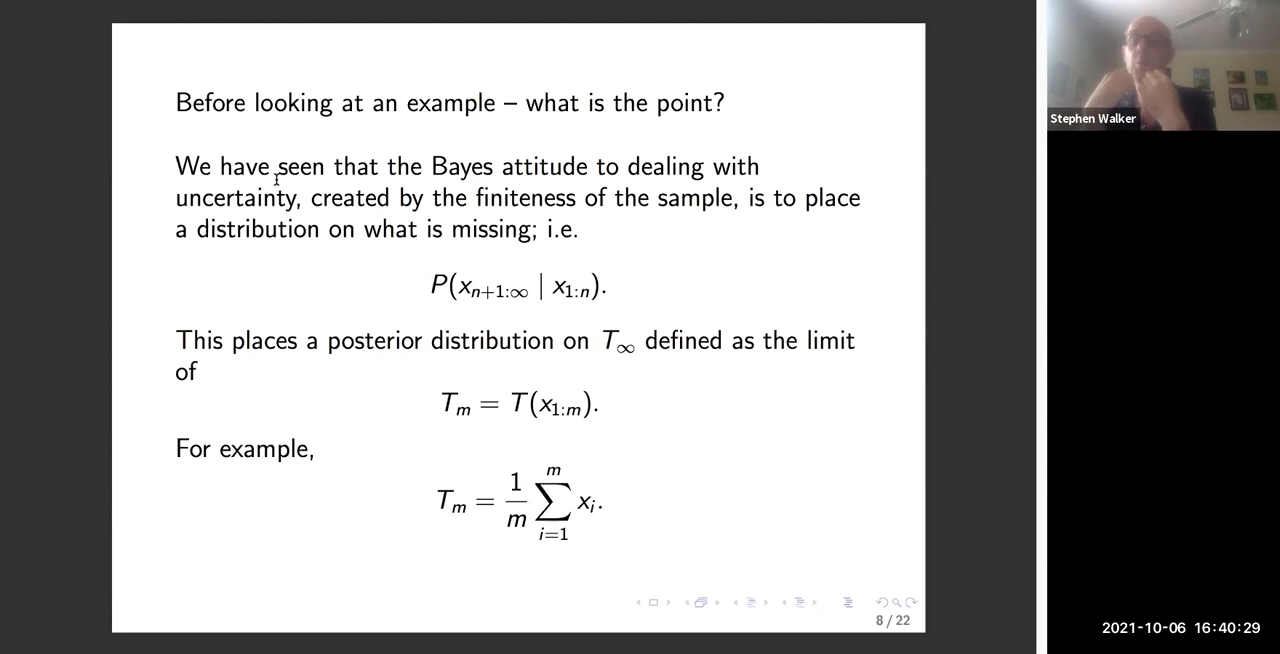 Before looking at an example – what is the point?
We have seen that the Bayes attitude to dealing with
uncertainty, created by the finiteness of the sample, is to place
a distribution on what is missing; i.e.
P(x_{n+1:∞} | x_{1:n}).
This places a posterior distribution on T_∞ defined as the limit
of
T_m = T(x_{1:m}).
For example,
T_m = \frac{1}{m} \sum_{i=1}^{m} x_i.
8 / 22
Stephen Walker
2021-10-06 16:40:29